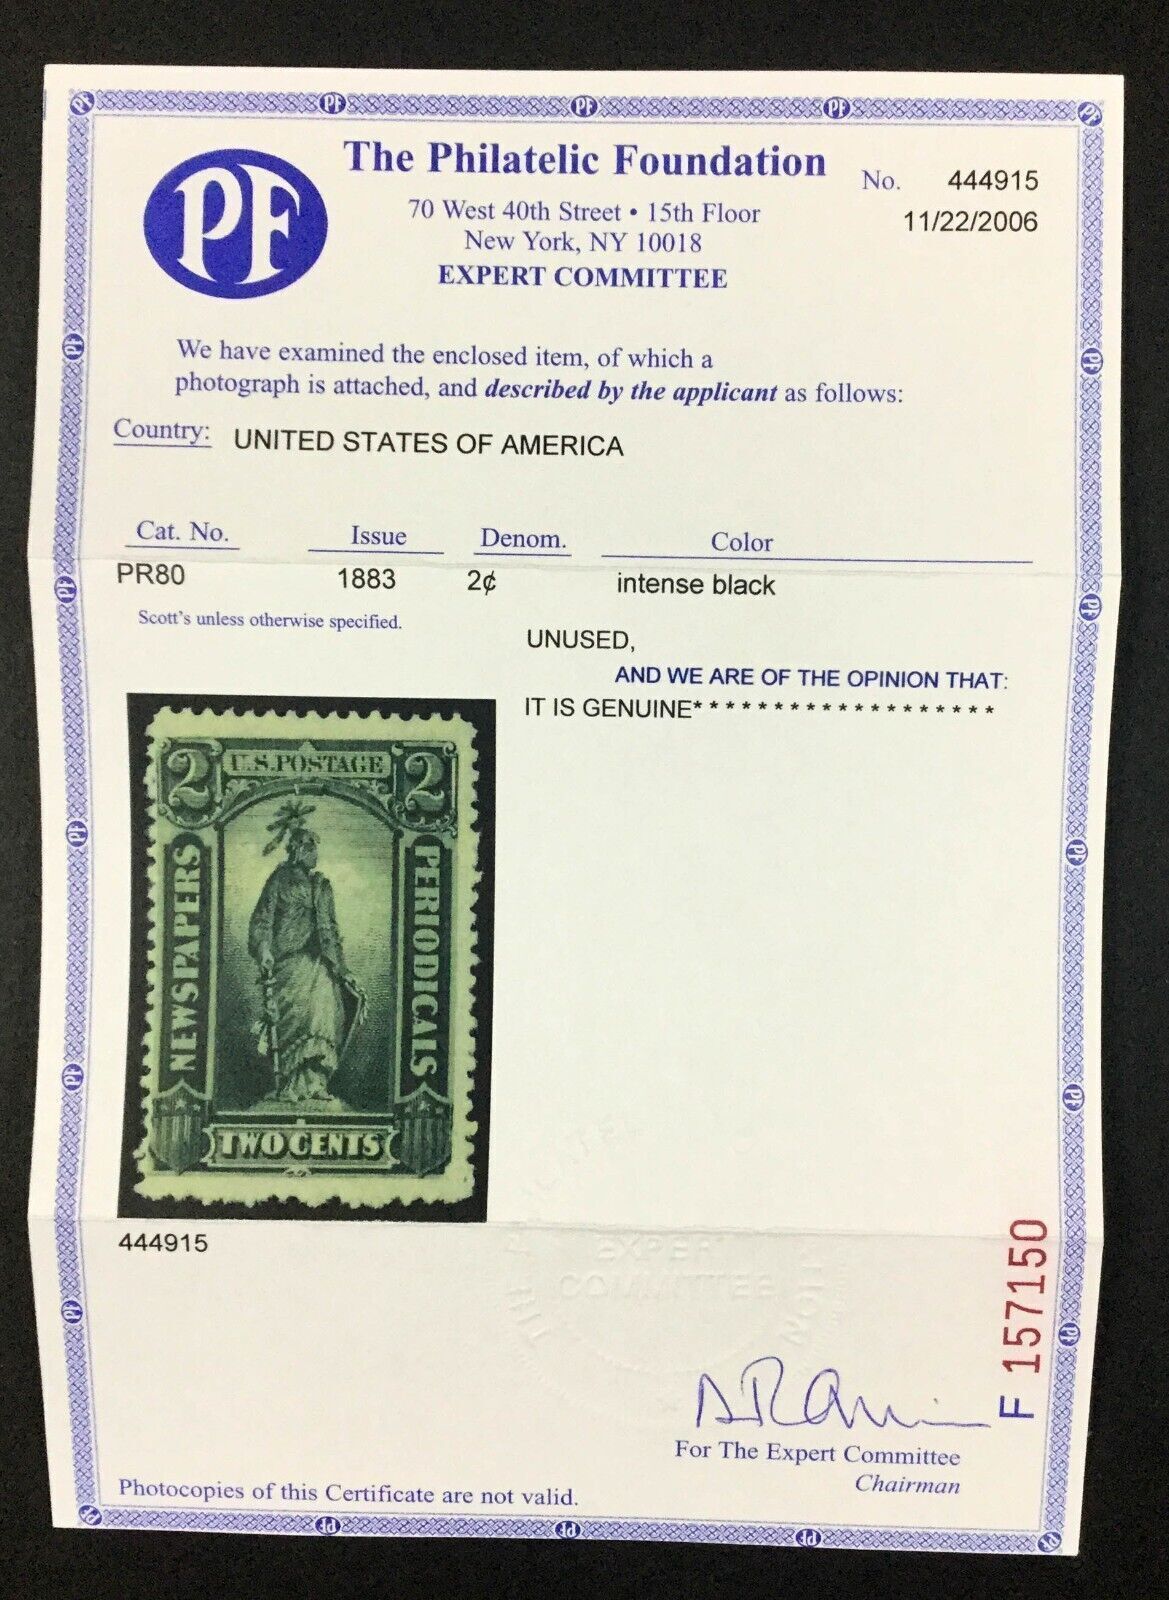 PF
The Philatelic Foundation
70 West 40th Street • 15th Floor
New York, NY 10018
EXPERT COMMITTEE
No. 444915
11/22/2006
We have examined the enclosed item, of which a
photograph is attached, and described by the applicant as follows:
Country: UNITED STATES OF AMERICA
Cat. No. Issue Denom. Color
PR80 1883 2¢ intense black
Scott's unless otherwise specified.
UNUSED,
AND WE ARE OF THE OPINION THAT:
IT IS GENUINE* * * * * * * * * * * * * * * * * * *
2 U.S. POSTAGE 2
NEWSPAPERS
PERIODICALS
TWO CENTS
444915
EXPERT
COMMITTEE
F 157150
For The Expert Committee
Chairman
Photocopies of this Certificate are not valid.